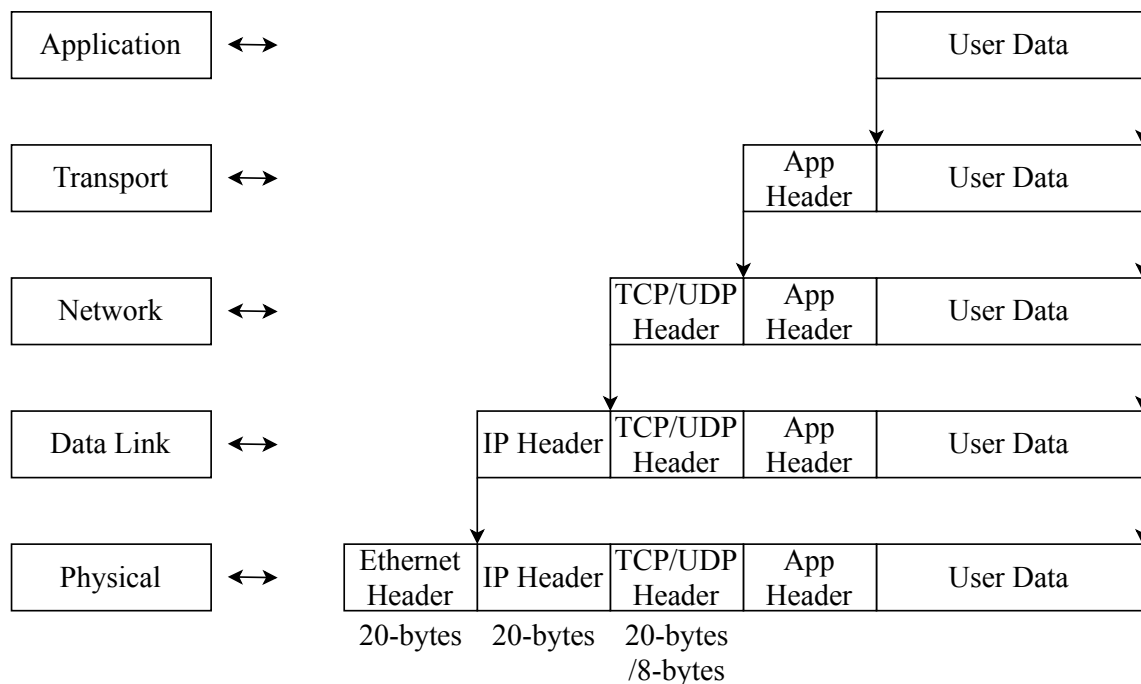 Application
User Data
Transport
App
Header
User Data
Network
TCP/UDP
Header
App
Header
User Data
Data Link
IP Header
TCP/UDP
Header
App
Header
User Data
Physical
Ethernet
Header
IP Header
TCP/UDP
Header
App
Header
User Data
20-bytes
20-bytes
20-bytes
/8-bytes